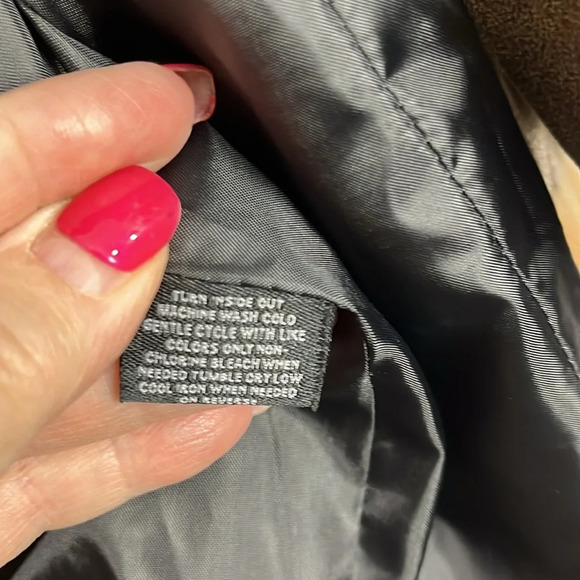 TURN INSIDE OUT
MACHINE WASH COLD
GENTLE CYCLE WITH LIKE
COLORS ONLY NON-
CHLORINE BLEACH WHEN
NEEDED TUMBLE DRY LOW
COOL IRON WHEN NEEDED
ON REVERSE